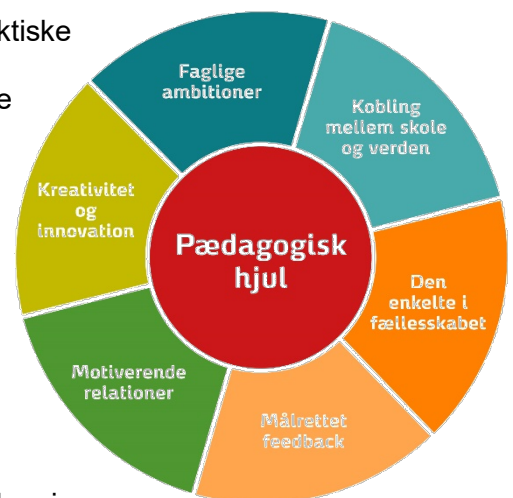 ktiske
e
Faglige
ambitioner
Kobling
mellem skole
og verden
Den
enkelte i
fællesskabet
Målrettet
feedback
Motiverende
relationer
Kreativitet
og
innovation
Pædagogisk
hjul